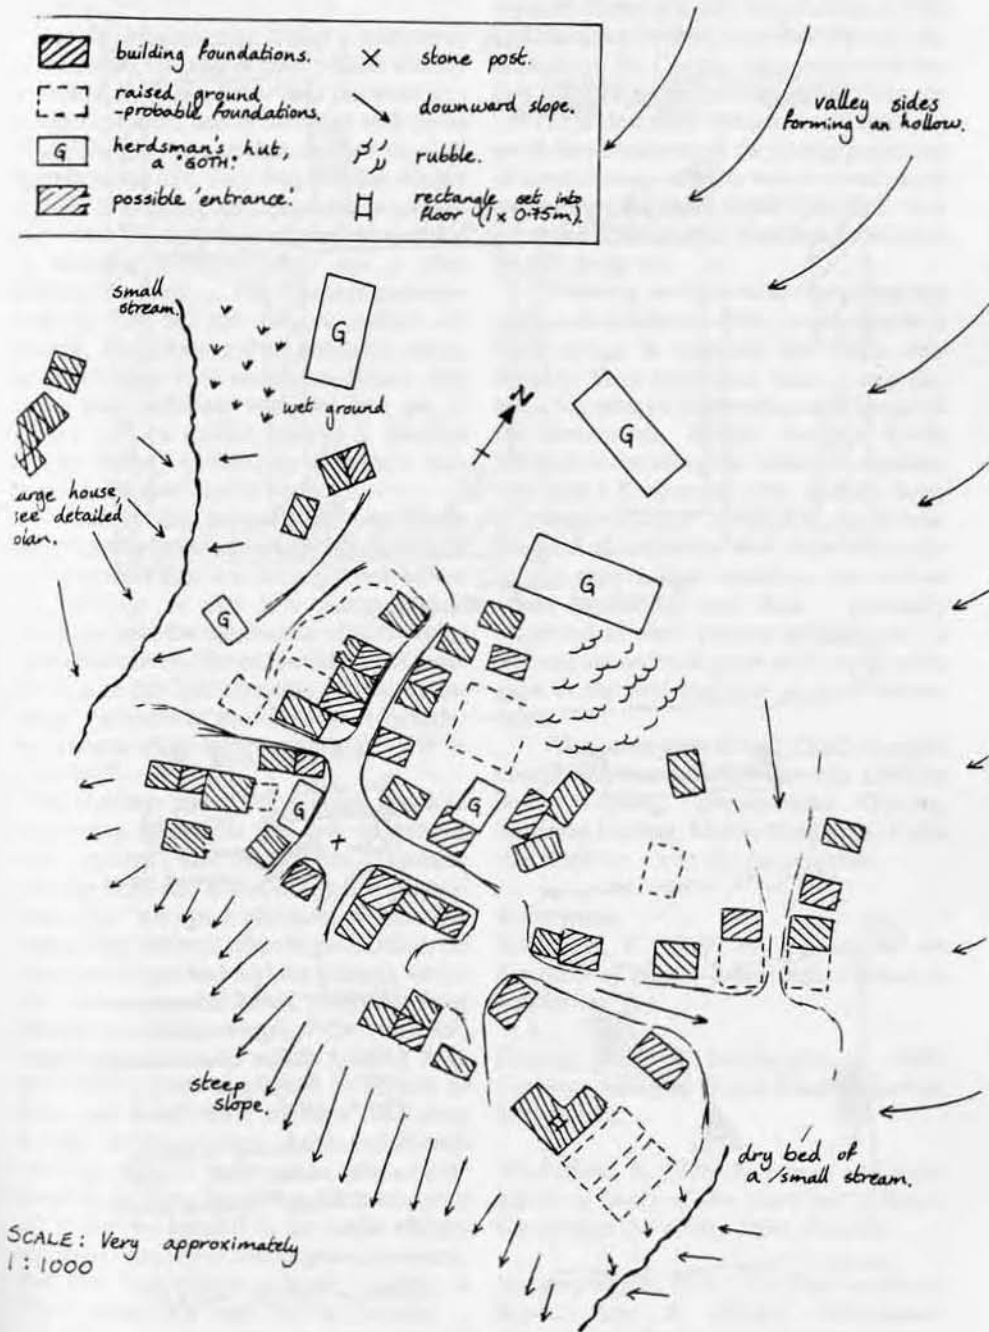 building foundations.
raised ground
probable foundations.
G
herdsman's hut,
a "GOTH".
possible 'entrance'.
× stone post.
downward slope.
rubble.
rectangle set into
floor (1 x 0.75m)
valley sides
forming an hollow.
small
stream.
G
wet ground
N
G
arge house,
see detailed
plan.
G
G
G
G
steep
slope.
dry bed of
a small stream.
SCALE: Very approximately
1:1000